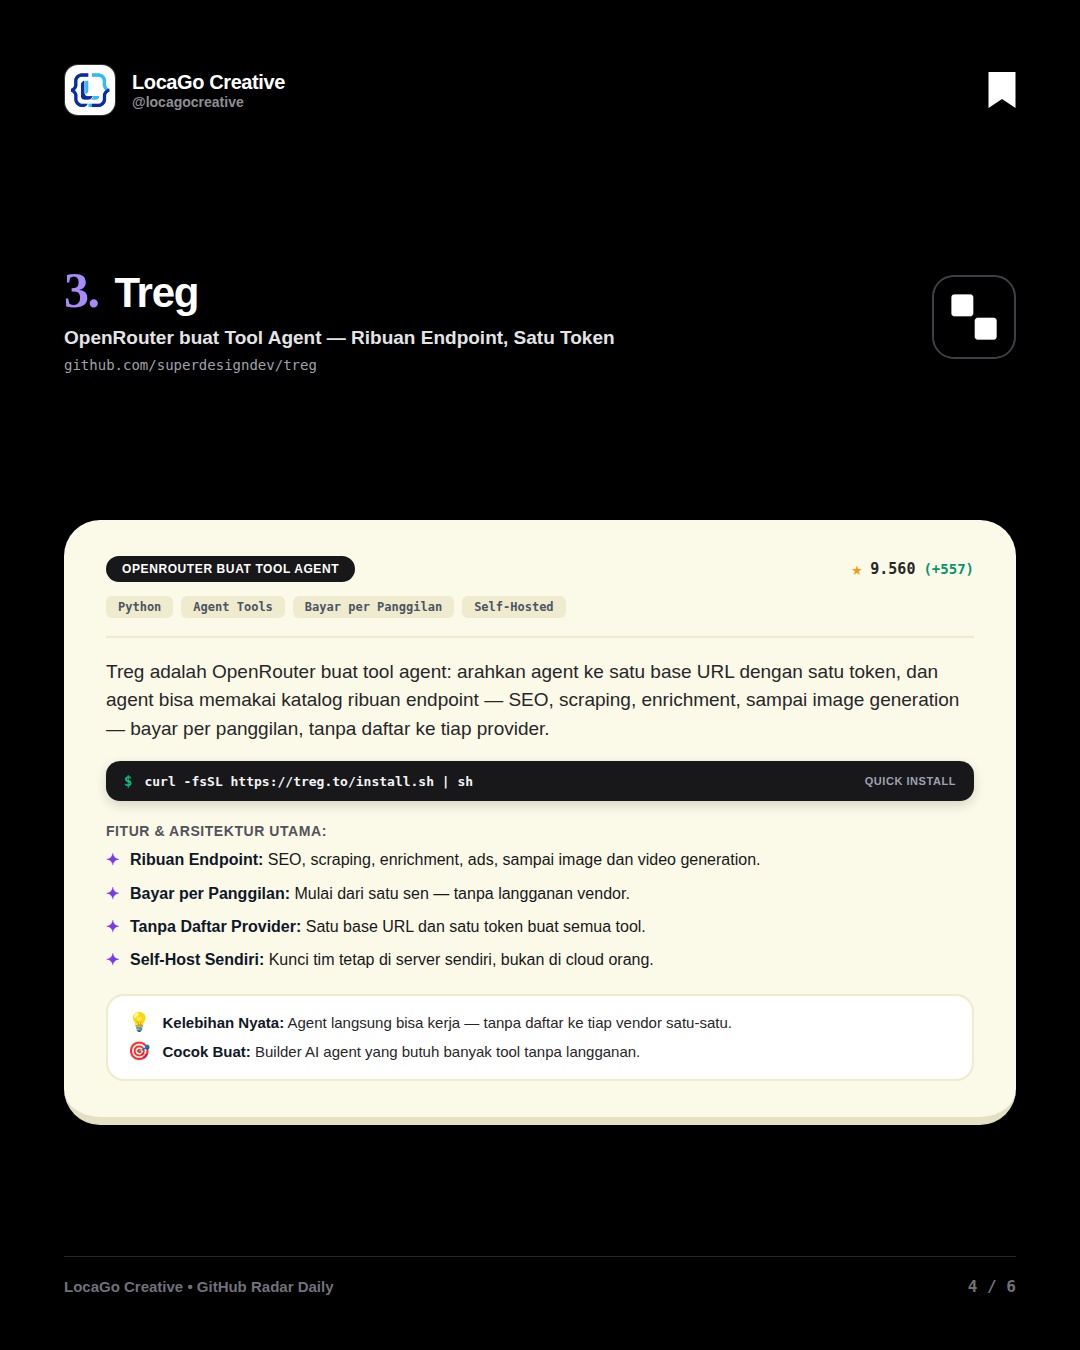 LocaGo Creative
@locagocreative
3. Treg
OpenRouter buat Tool Agent — Ribuan Endpoint, Satu Token
github.com/superdesigndev/treg
OPENROUTER BUAT TOOL AGENT
★ 9.560 (+557)
Python Agent Tools Bayar per Panggilan Self-Hosted
Treg adalah OpenRouter buat tool agent: arahkan agent ke satu base URL dengan satu token, dan
agent bisa memakai katalog ribuan endpoint — SEO, scraping, enrichment, sampai image generation
— bayar per panggilan, tanpa daftar ke tiap provider.
$ curl -fsSL https://treg.to/install.sh | sh
QUICK INSTALL
FITUR & ARSITEKTUR UTAMA:
✦ Ribuan Endpoint: SEO, scraping, enrichment, ads, sampai image dan video generation.
✦ Bayar per Panggilan: Mulai dari satu sen — tanpa langganan vendor.
✦ Tanpa Daftar Provider: Satu base URL dan satu token buat semua tool.
✦ Self-Host Sendiri: Kunci tim tetap di server sendiri, bukan di cloud orang.
💡 Kelebihan Nyata: Agent langsung bisa kerja — tanpa daftar ke tiap vendor satu-satu.
🎯 Cocok Buat: Builder AI agent yang butuh banyak tool tanpa langganan.
LocaGo Creative • GitHub Radar Daily
4 / 6